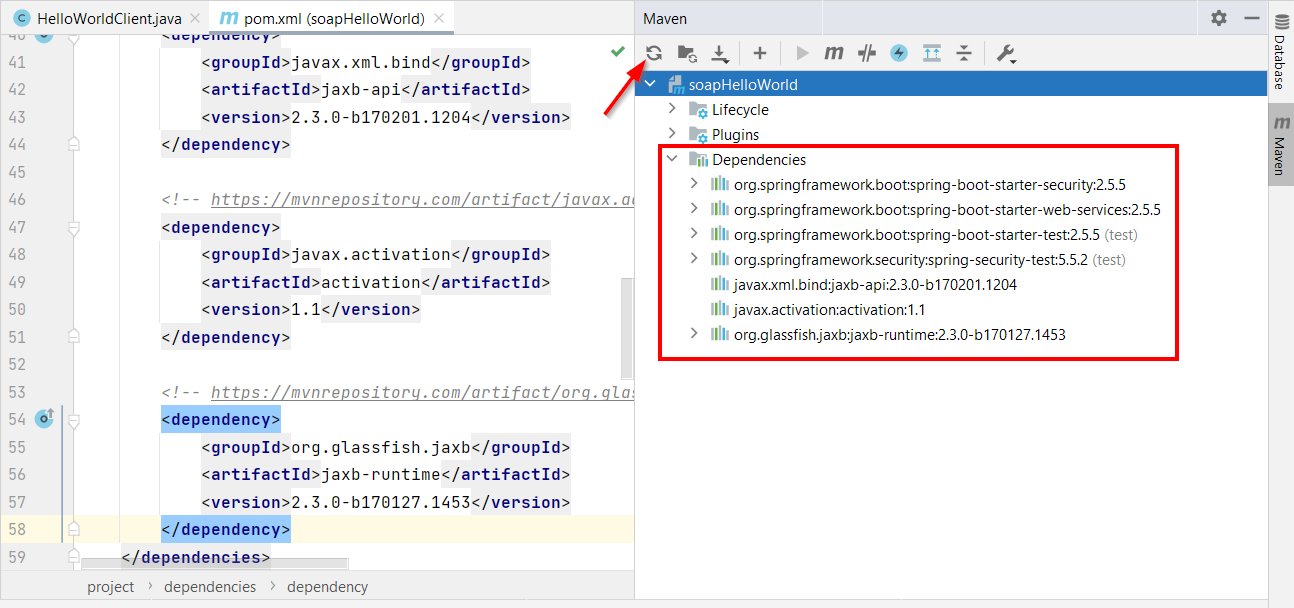 HelloWorldClient.java
pom.xml (soapHelloWorld)
40 <dependency>
41 <groupId>javax.xml.bind</groupId>
42 <artifactId>jaxb-api</artifactId>
43 <version>2.3.0-b170201.1204</version>
44 </dependency>
45
46 <!-- https://mvnrepository.com/artifact/javax.ac
47 <dependency>
48 <groupId>javax.activation</groupId>
49 <artifactId>activation</artifactId>
50 <version>1.1</version>
51 </dependency>
52
53 <!-- https://mvnrepository.com/artifact/org.glas
54 <dependency>
55 <groupId>org.glassfish.jaxb</groupId>
56 <artifactId>jaxb-runtime</artifactId>
57 <version>2.3.0-b170127.1453</version>
58 </dependency>
59 </dependencies>
project > dependencies > dependency
Maven
soapHelloWorld
Lifecycle
Plugins
Dependencies
org.springframework.boot:spring-boot-starter-security:2.5.5
org.springframework.boot:spring-boot-starter-web-services:2.5.5
org.springframework.boot:spring-boot-starter-test:2.5.5 (test)
org.springframework.security:spring-security-test:5.5.2 (test)
javax.xml.bind:jaxb-api:2.3.0-b170201.1204
javax.activation:activation:1.1
org.glassfish.jaxb:jaxb-runtime:2.3.0-b170127.1453
Database
Maven